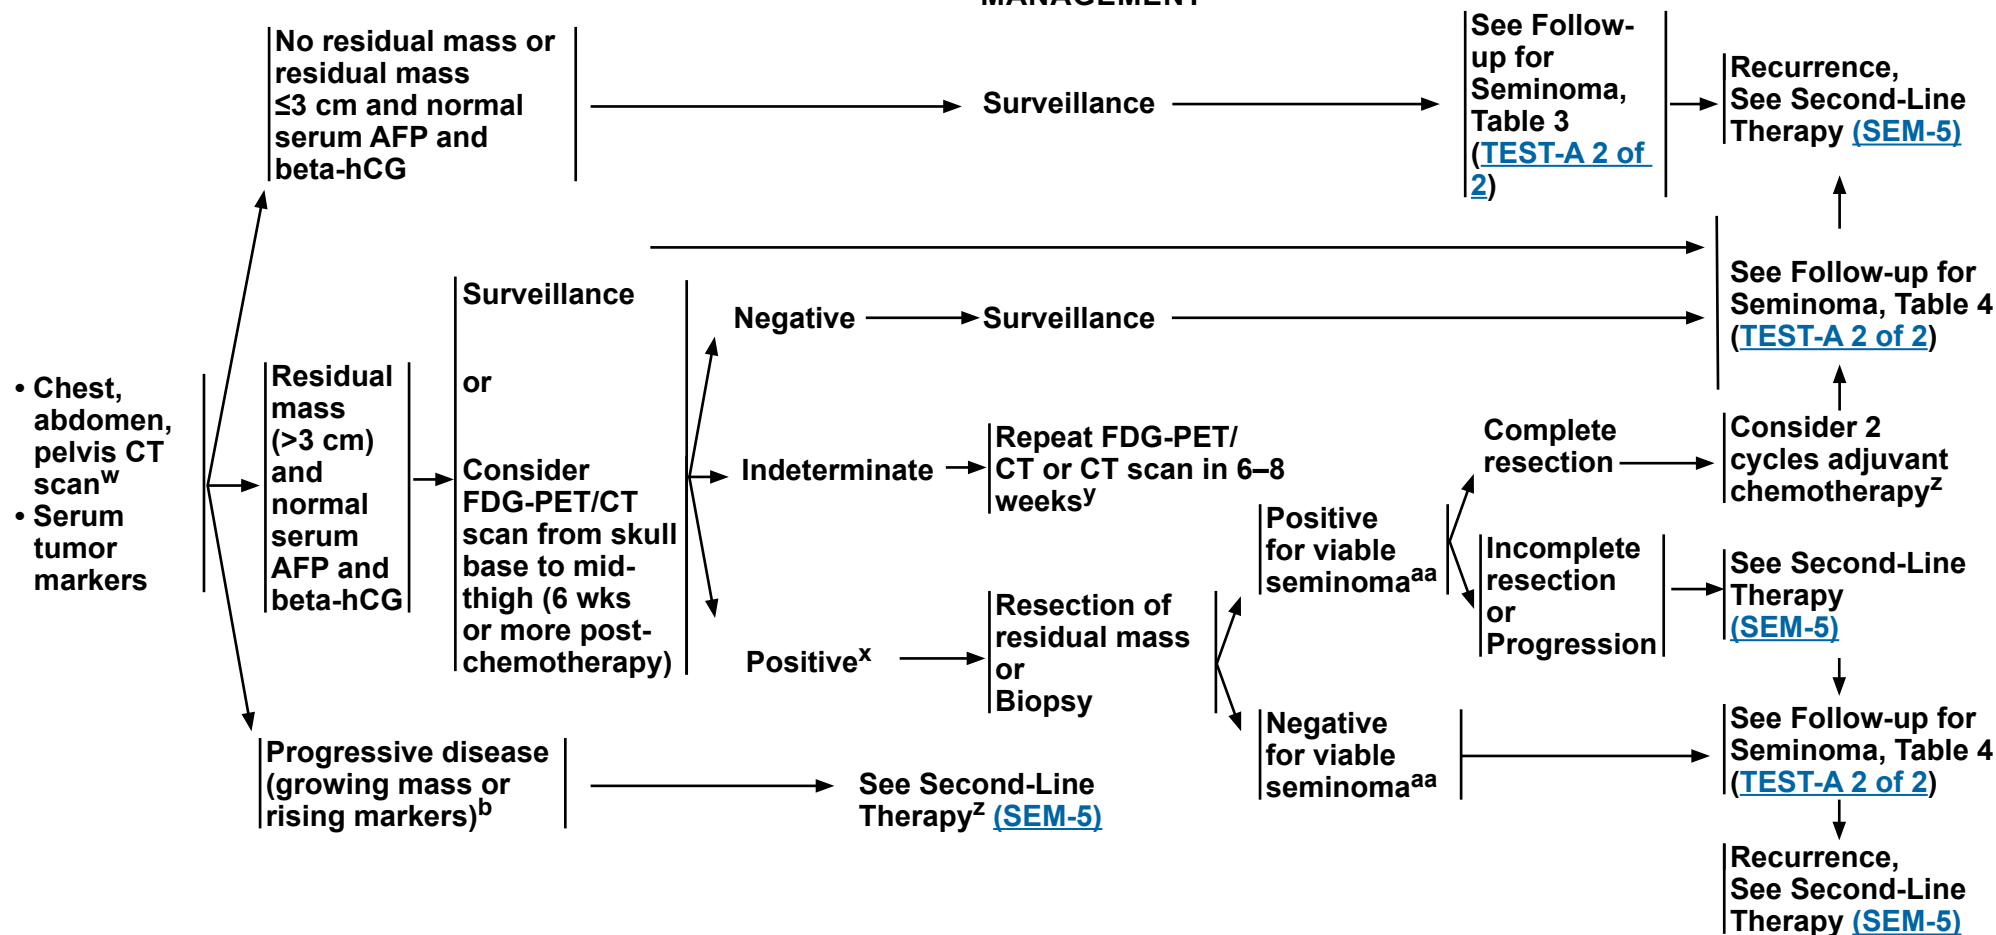 MANAGEMENT
No residual mass or
residual mass
≤3 cm and normal
serum AFP and
beta-hCG
Surveillance
See Follow-
up for
Seminoma,
Table 3
(TEST-A 2 of
2)
Recurrence,
See Second-Line
Therapy (SEM-5)
• Chest,
abdomen,
pelvis CT
scanw
• Serum
tumor
markers
Residual
mass
(>3 cm)
and
normal
serum
AFP and
beta-hCG
Surveillance
or
Consider
FDG-PET/CT
scan from skull
base to mid-
thigh (6 wks
or more post-
chemotherapy)
Negative
Surveillance
See Follow-up for
Seminoma, Table 4
(TEST-A 2 of 2)
Indeterminate
Repeat FDG-PET/
CT or CT scan in 6–8
weeksy
Positivex
Resection of
residual mass
or
Biopsy
Positive
for viable
seminomaaa
Complete
resection
Consider 2
cycles adjuvant
chemotherapyz
Incomplete
resection
or
Progression
See Second-Line
Therapy
(SEM-5)
Negative
for viable
seminomaaa
See Follow-up for
Seminoma, Table 4
(TEST-A 2 of 2)
Recurrence,
See Second-Line
Therapy (SEM-5)
Progressive disease
(growing mass or
rising markers)b
See Second-Line
Therapyz (SEM-5)